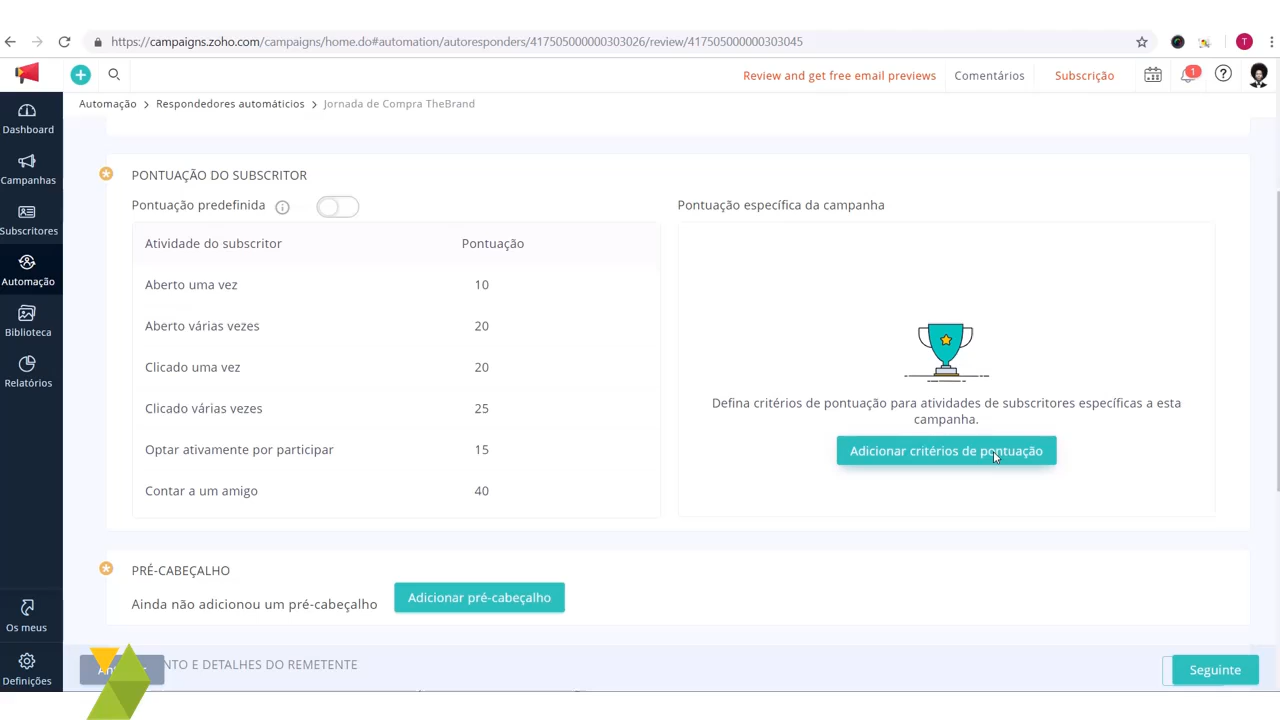 https://campaigns.zoho.com/campaigns/home.do#automation/autoresponders/417505000000303026/review/417505000000303045
T
Review and get free email previews
Comentários
Subscrição
1
Automação > Respondedores automáticos > Jornada de Compra TheBrand
Dashboard
Campanhas
Subscritores
Automação
Biblioteca
Relatórios
Os meus
Definições
PONTUAÇÃO DO SUBSCRITOR
Pontuação predefinida
Atividade do subscritor Pontuação
Aberto uma vez 10
Aberto várias vezes 20
Clicado uma vez 20
Clicado várias vezes 25
Optar ativamente por participar 15
Contar a um amigo 40
Pontuação específica da campanha
Defina critérios de pontuação para atividades de subscritores específicas a esta
campanha.
Adicionar critérios de pontuação
PRÉ-CABEÇALHO
Ainda não adicionou um pré-cabeçalho
Adicionar pré-cabeçalho
E DETALHES DO REMETENTE
Seguinte